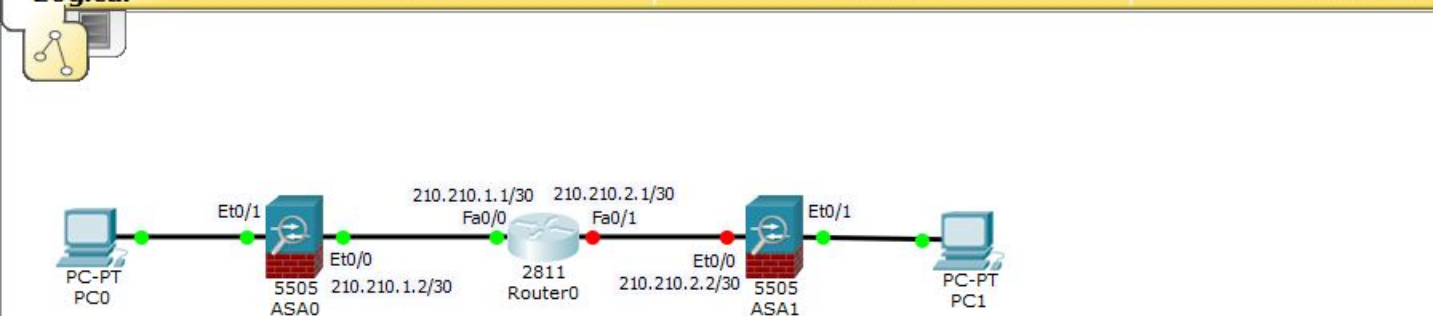 Logical
210.210.1.1/30 210.210.2.1/30
Et0/1 Fa0/0 Fa0/1 Et0/1
Et0/0 Et0/0
PC-PT 5505 210.210.1.2/30 2811 210.210.2.2/30 5505 PC-PT
PC0 ASA0 Router0 ASA1 PC1